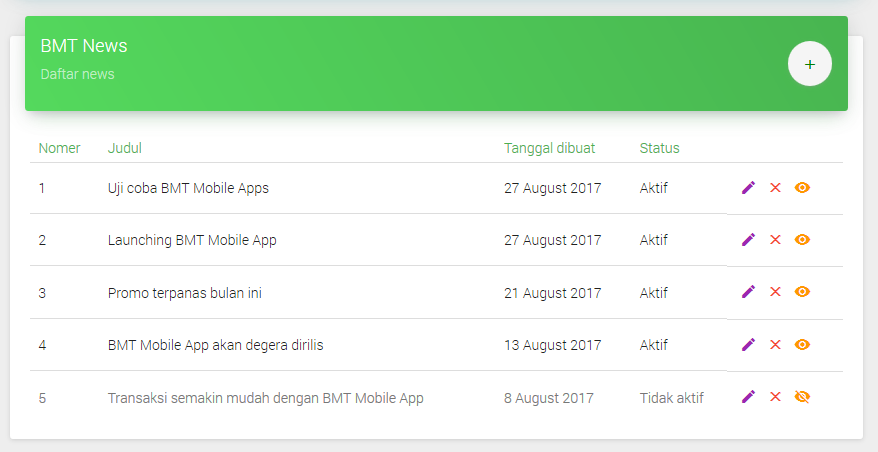 BMT News
Daftar news
+
Nomer Judul Tanggal dibuat Status
1 Uji coba BMT Mobile Apps 27 August 2017 Aktif
2 Launching BMT Mobile App 27 August 2017 Aktif
3 Promo terpanas bulan ini 21 August 2017 Aktif
4 BMT Mobile App akan degera dirilis 13 August 2017 Aktif
5 Transaksi semakin mudah dengan BMT Mobile App 8 August 2017 Tidak aktif